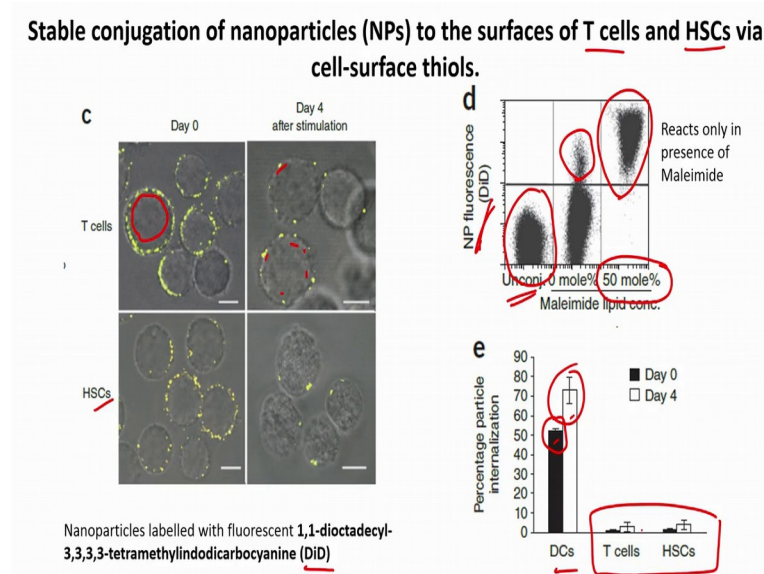 Stable conjugation of nanoparticles (NPs) to the surfaces of T cells and HSCs via
cell-surface thiols.
c
Day 0
Day 4
after stimulation
T cells
HSCs
Nanoparticles labelled with fluorescent 1,1-dioctadecyl-
3,3,3,3-tetramethylindodicarbocyanine (DiD)
d
NP fluorescence
(DiD)
Unconj. 0 mole% 50 mole%
Maleimide lipid conc.
Reacts only in
presence of
Maleimide
e
Percentage particle
internalization
90
80
70
60
50
40
30
20
10
0
Day 0
Day 4
DCs T cells HSCs